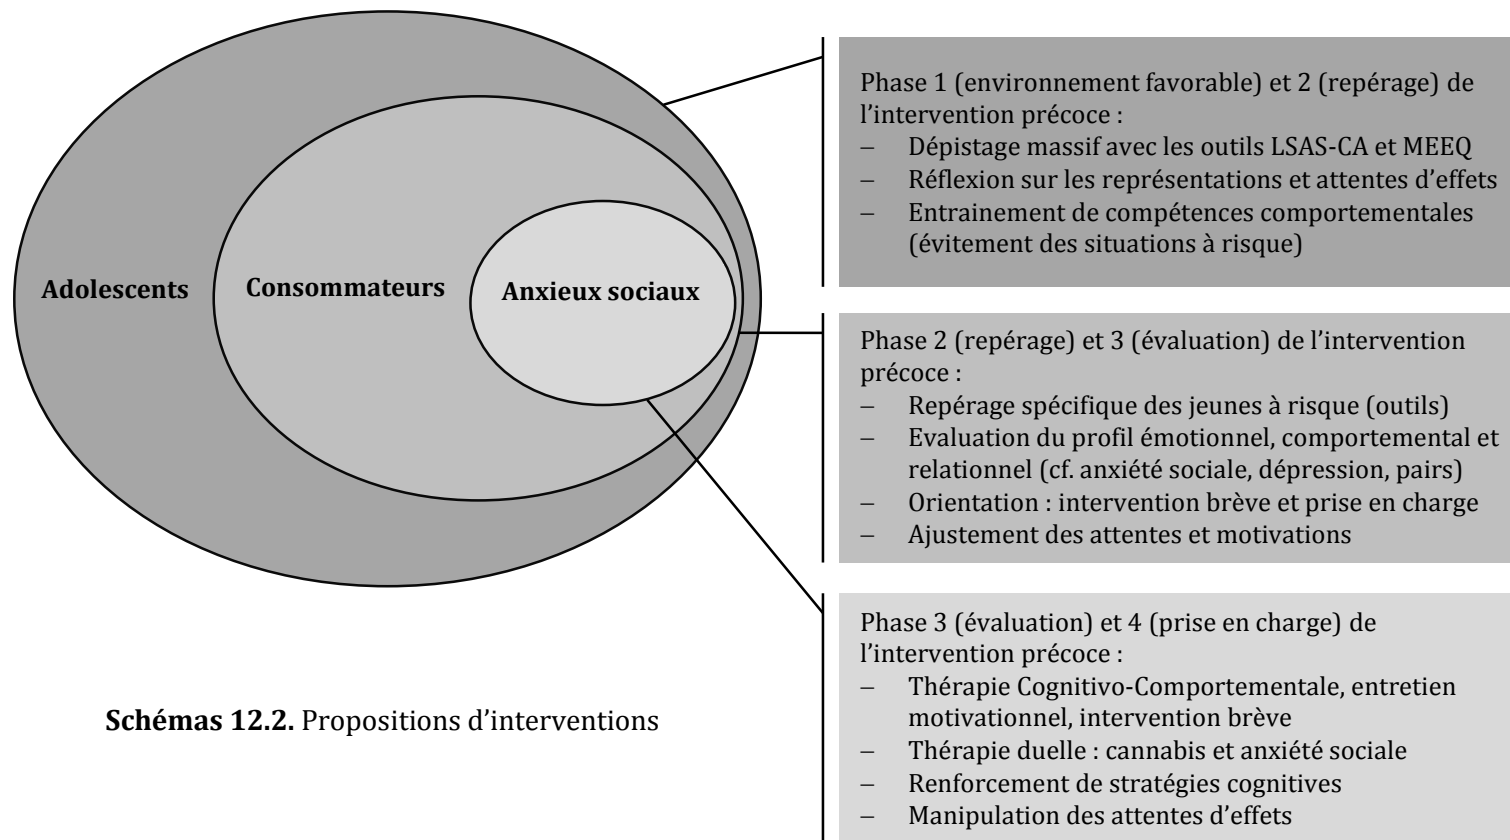 Adolescents
Consommateurs
Anxieux sociaux
Phase 1 (environnement favorable) et 2 (repérage) de
l’intervention précoce :
– Dépistage massif avec les outils LSAS-CA et MEEQ
– Réflexion sur les représentations et attentes d’effets
– Entrainement de compétences comportementales
(évitement des situations à risque)
Phase 2 (repérage) et 3 (évaluation) de l’intervention
précoce :
– Repérage spécifique des jeunes à risque (outils)
– Evaluation du profil émotionnel, comportemental et
relationnel (cf. anxiété sociale, dépression, pairs)
– Orientation : intervention brève et prise en charge
– Ajustement des attentes et motivations
Phase 3 (évaluation) et 4 (prise en charge) de
l’intervention précoce :
– Thérapie Cognitivo-Comportementale, entretien
motivationnel, intervention brève
– Thérapie duelle : cannabis et anxiété sociale
– Renforcement de stratégies cognitives
– Manipulation des attentes d’effets
Schémas 12.2. Propositions d’interventions